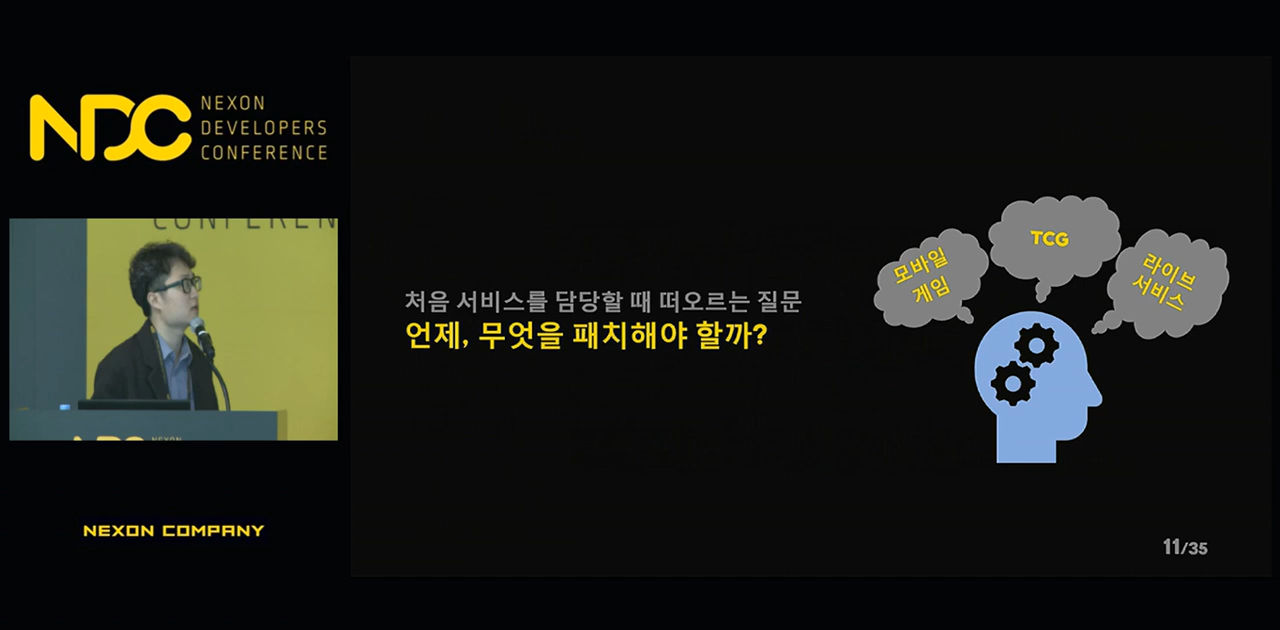 NDC
NEXON
DEVELOPERS
CONFERENCE
CONFEREN
NEXON COMPANY
처음 서비스를 담당할 때 떠오르는 질문
언제, 무엇을 패치해야 할까?
모바일
게임
TCG
라이브
서비스
11/35